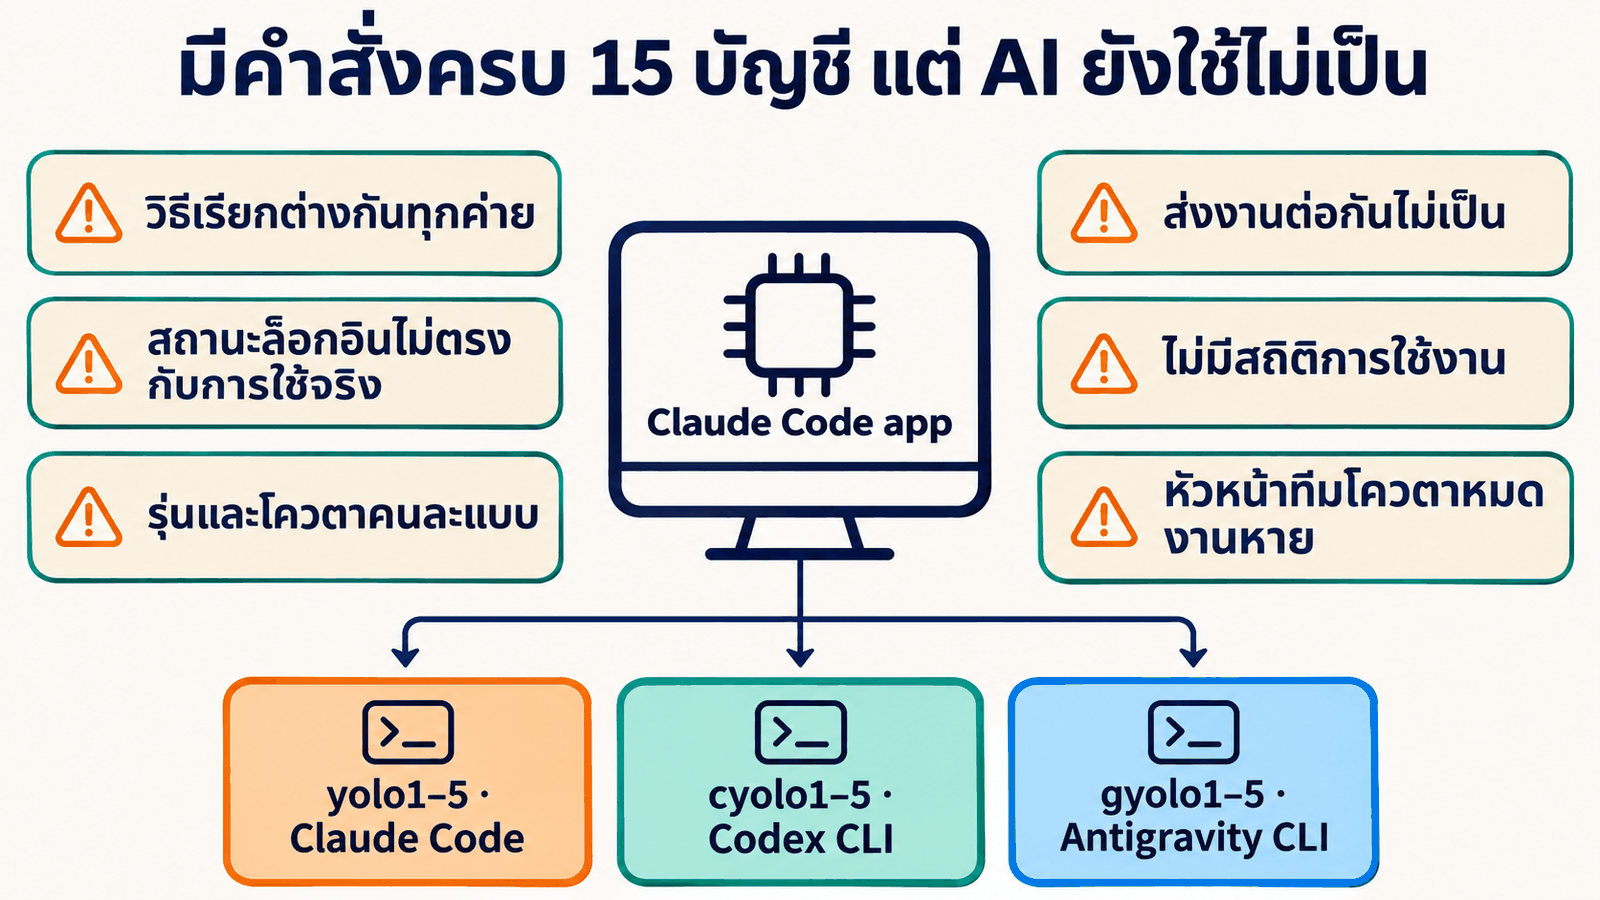 มีคำสั่งครบ 15 บัญชี แต่ AI ยังใช้ไม่เป็น
วิธีเรียกต่างกันทุกค่าย
สถานะล็อกอินไม่ตรง
กับการใช้จริง
รุ่นและโควตาคนละแบบ
Claude Code app
ส่งงานต่อกันไม่เป็น
ไม่มีสถิติการใช้งาน
หัวหน้าทีมโควตาหมด
งานหาย
yolo1–5 ·
Claude Code
cyolo1–5 ·
Codex CLI
gyolo1–5 ·
Antigravity CLI